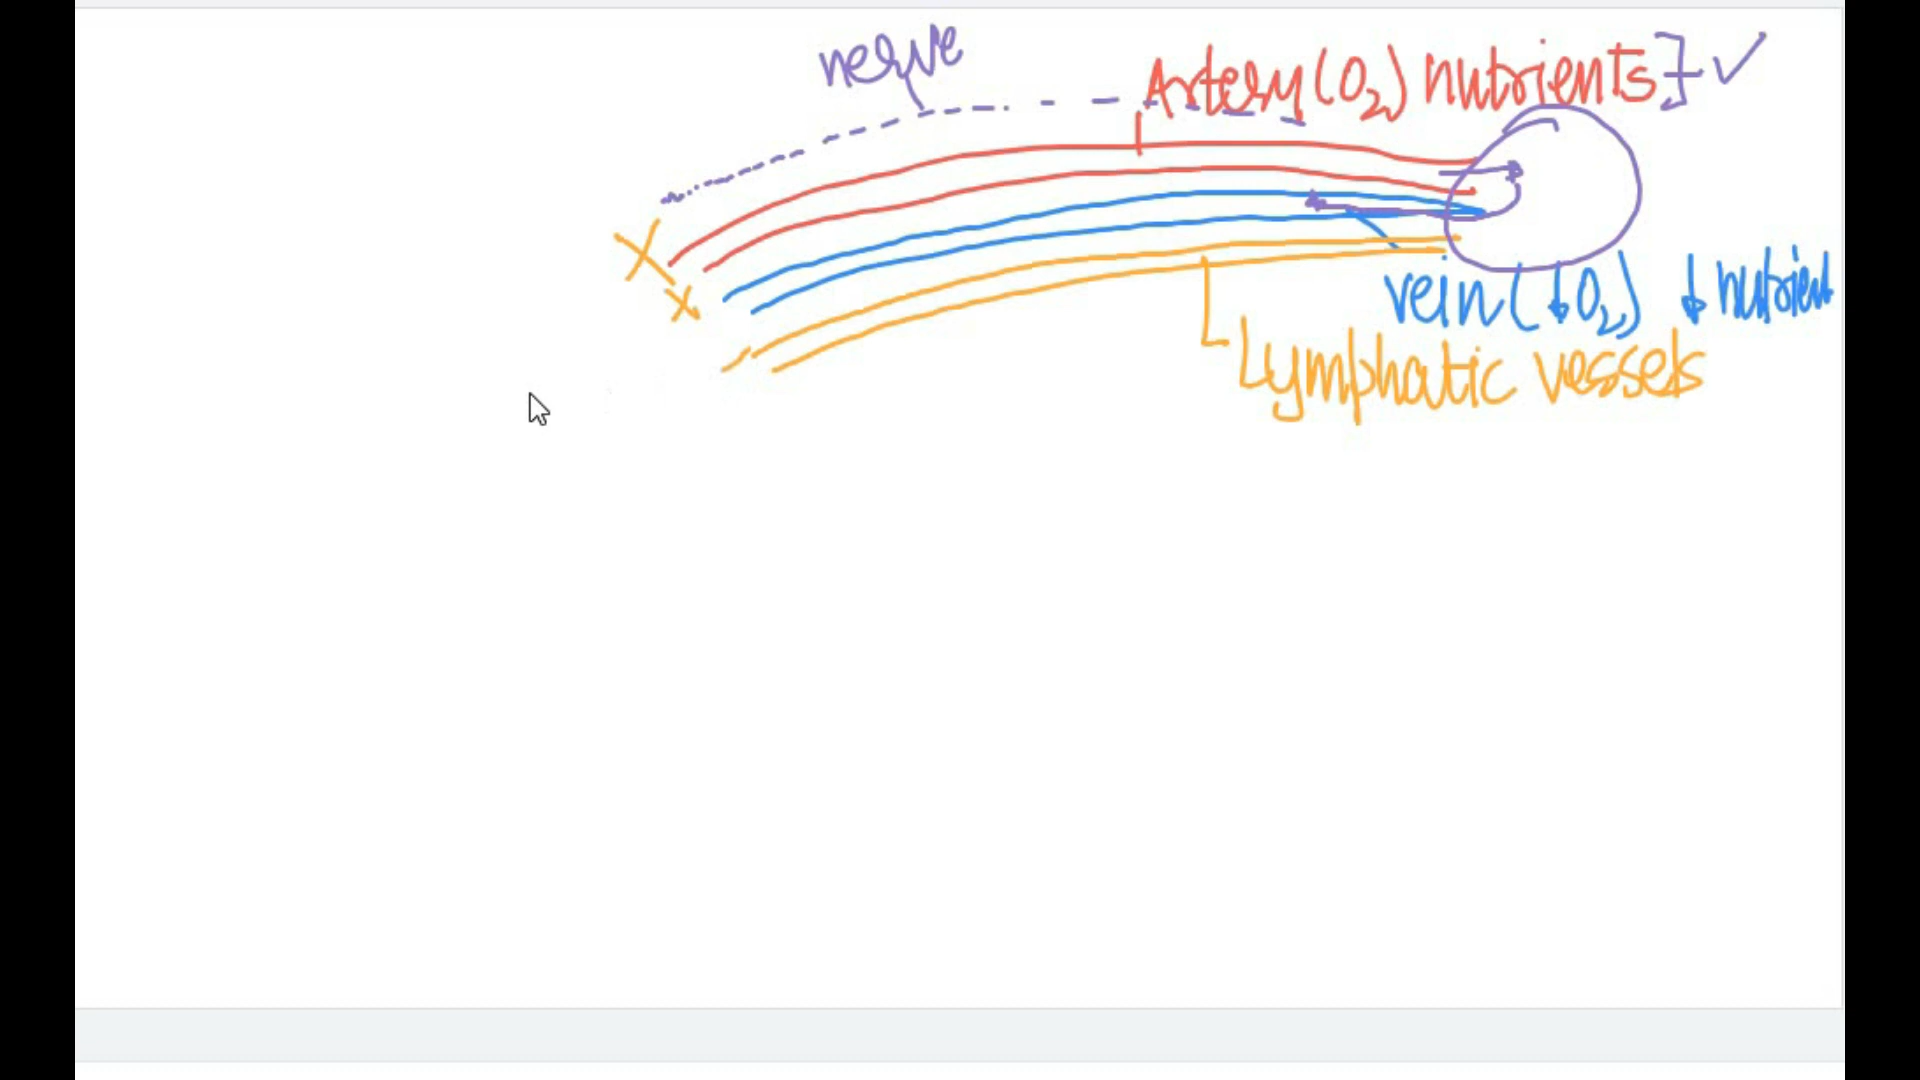 nerve
Artery (O2) nutrients
vein (↓O2) ↓ nutrient
Lymphatic vessels